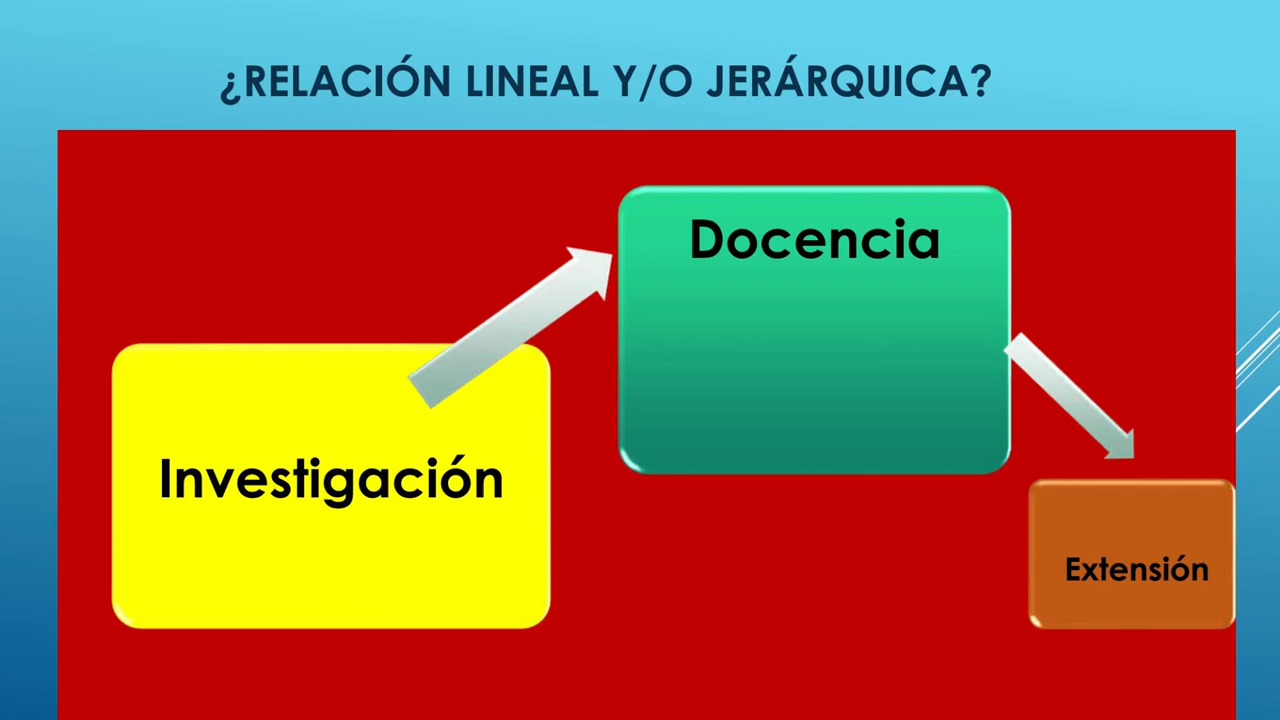 ¿RELACIÓN LINEAL Y/O JERÁRQUICA?
Docencia
Investigación
Extensión